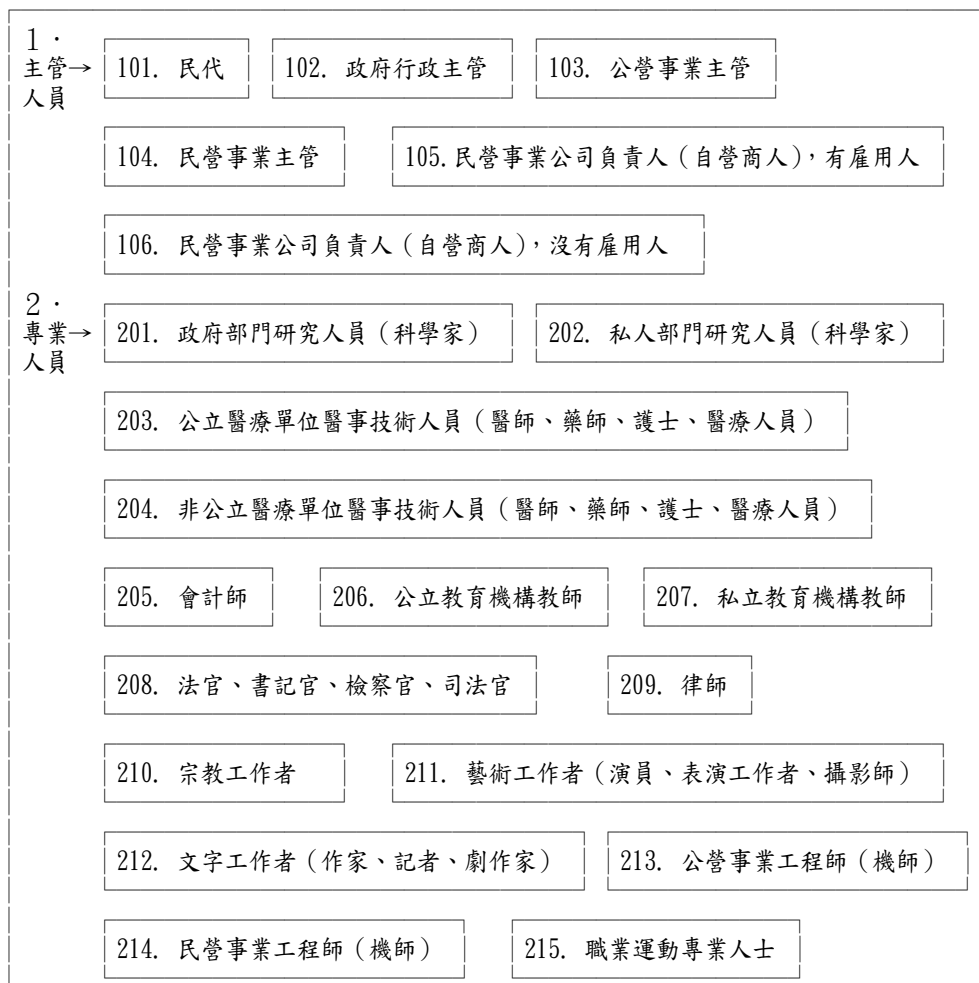 1·
主管→ 101. 民代 102. 政府行政主管 103. 公營事業主管
人員
104. 民營事業主管 105.民營事業公司負責人（自營商人），有雇用人
106. 民營事業公司負責人（自營商人），沒有雇用人
2·
專業→ 201. 政府部門研究人員（科學家） 202. 私人部門研究人員（科學家）
人員
203. 公立醫療單位醫事技術人員（醫師、藥師、護士、醫療人員）
204. 非公立醫療單位醫事技術人員（醫師、藥師、護士、醫療人員）
205. 會計師 206. 公立教育機構教師 207. 私立教育機構教師
208. 法官、書記官、檢察官、司法官 209. 律師
210. 宗教工作者 211. 藝術工作者（演員、表演工作者、攝影師）
212. 文字工作者（作家、記者、劇作家） 213. 公營事業工程師（機師）
214. 民營事業工程師（機師） 215. 職業運動專業人士